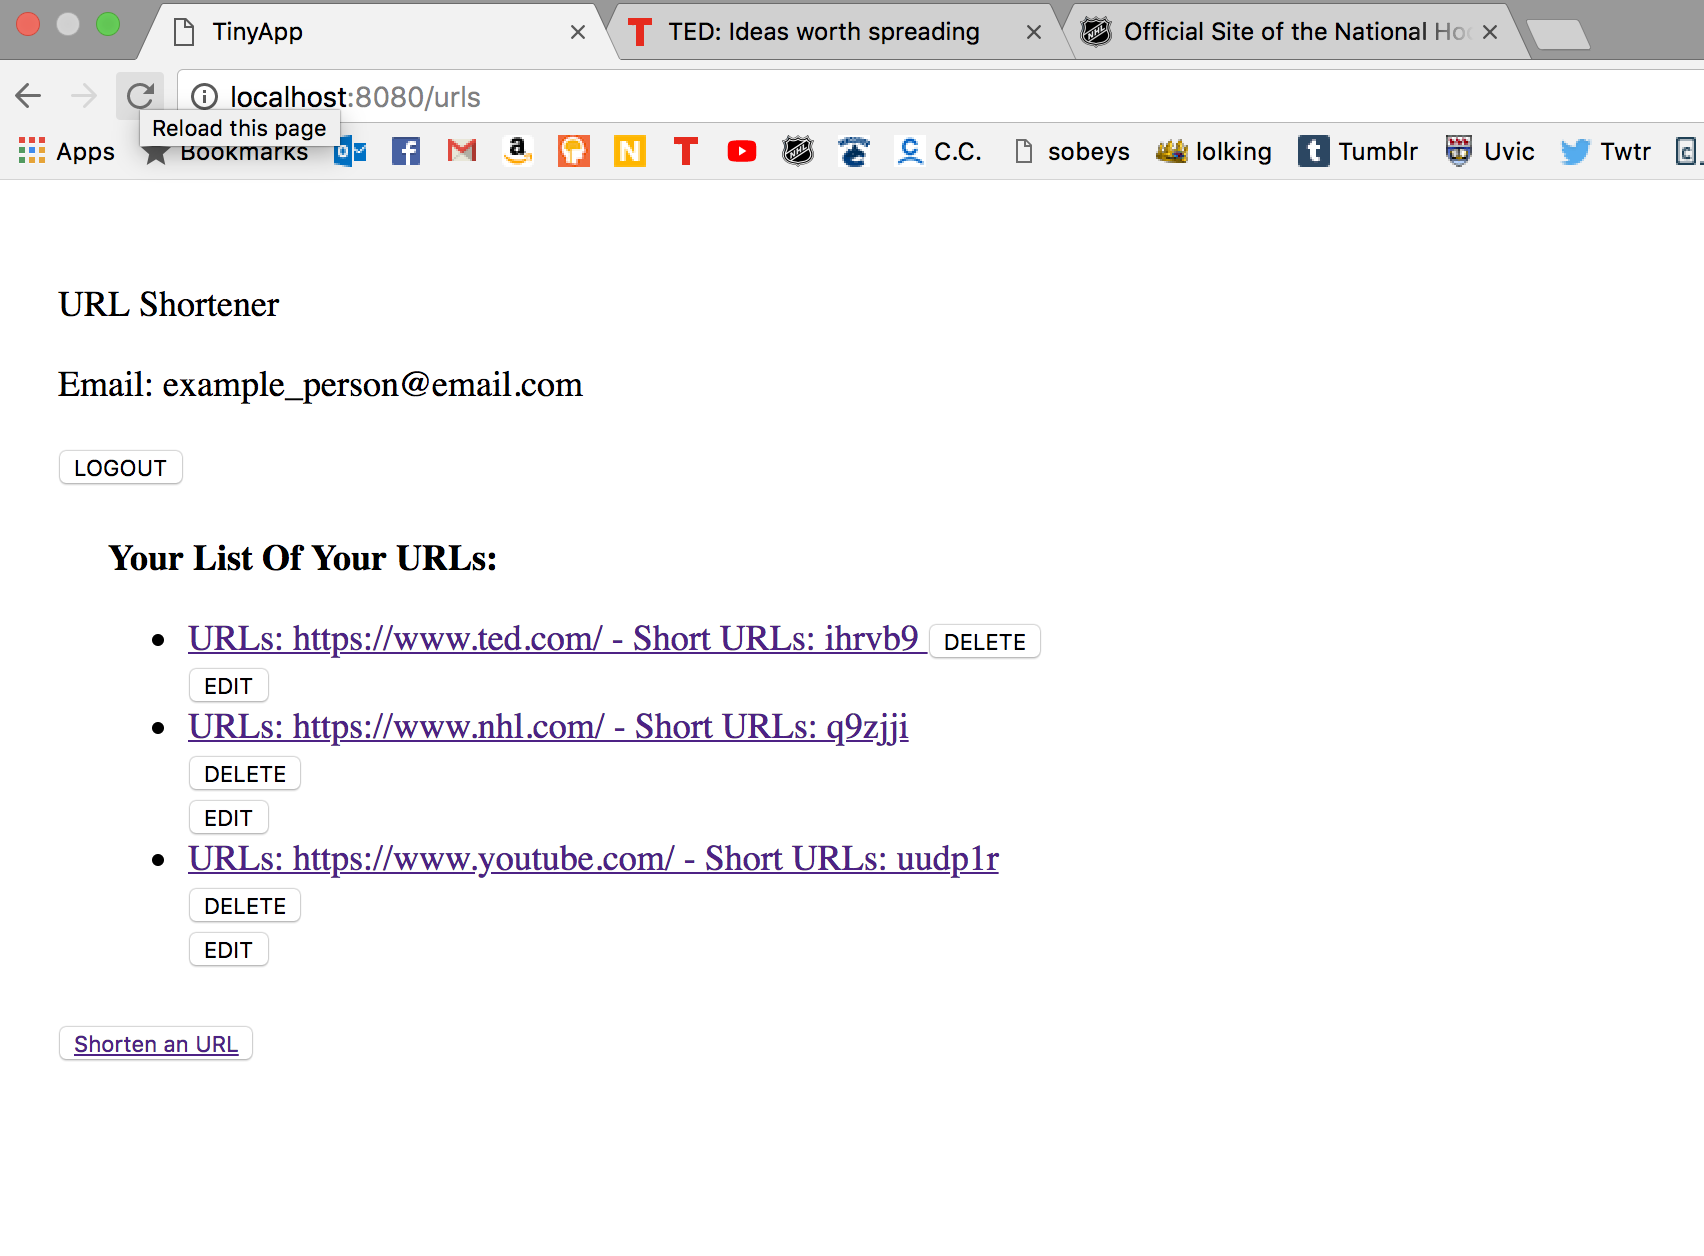 TinyApp
TED: Ideas worth spreading
Official Site of the National Hoc
localhost:8080/urls
Reload this page
Apps Bookmarks C.C. sobeys lolking Tumblr Uvic Twtr
URL Shortener
Email: example_person@email.com
LOGOUT
Your List Of Your URLs:
URLs: https://www.ted.com/ - Short URLs: ihrvb9 DELETE
EDIT
URLs: https://www.nhl.com/ - Short URLs: q9zjji
DELETE
EDIT
URLs: https://www.youtube.com/ - Short URLs: uudp1r
DELETE
EDIT
Shorten an URL